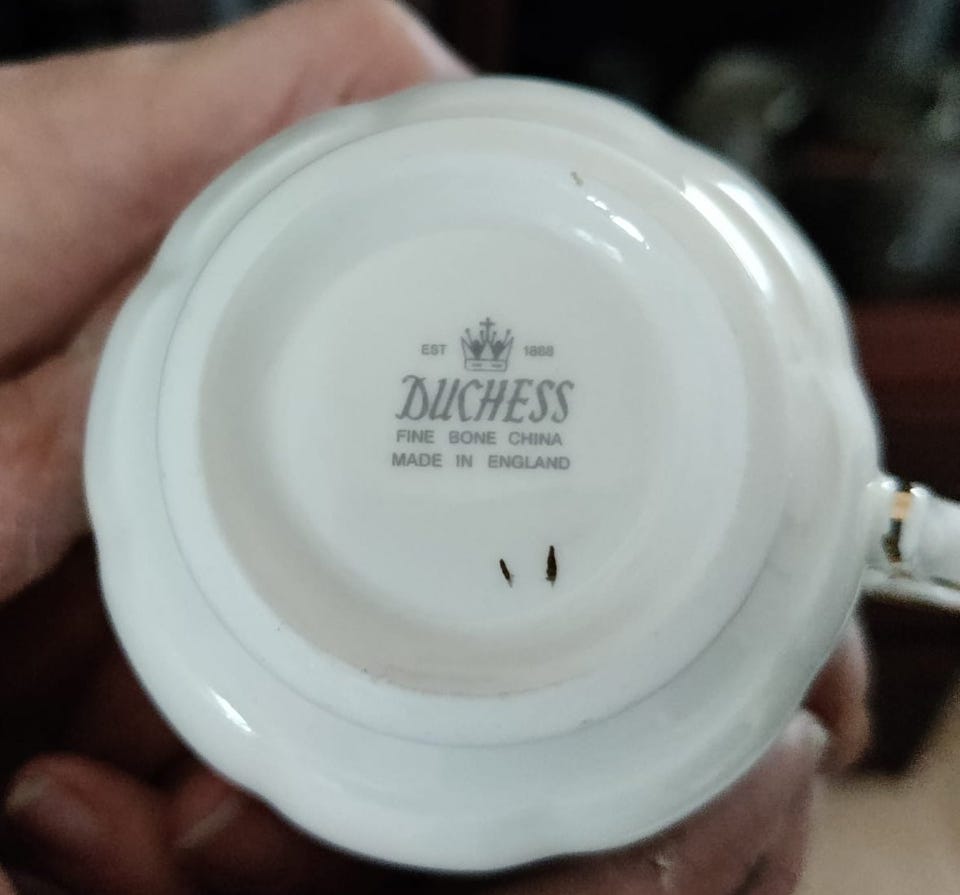 EST 1888
DUCHESS
FINE BONE CHINA
MADE IN ENGLAND